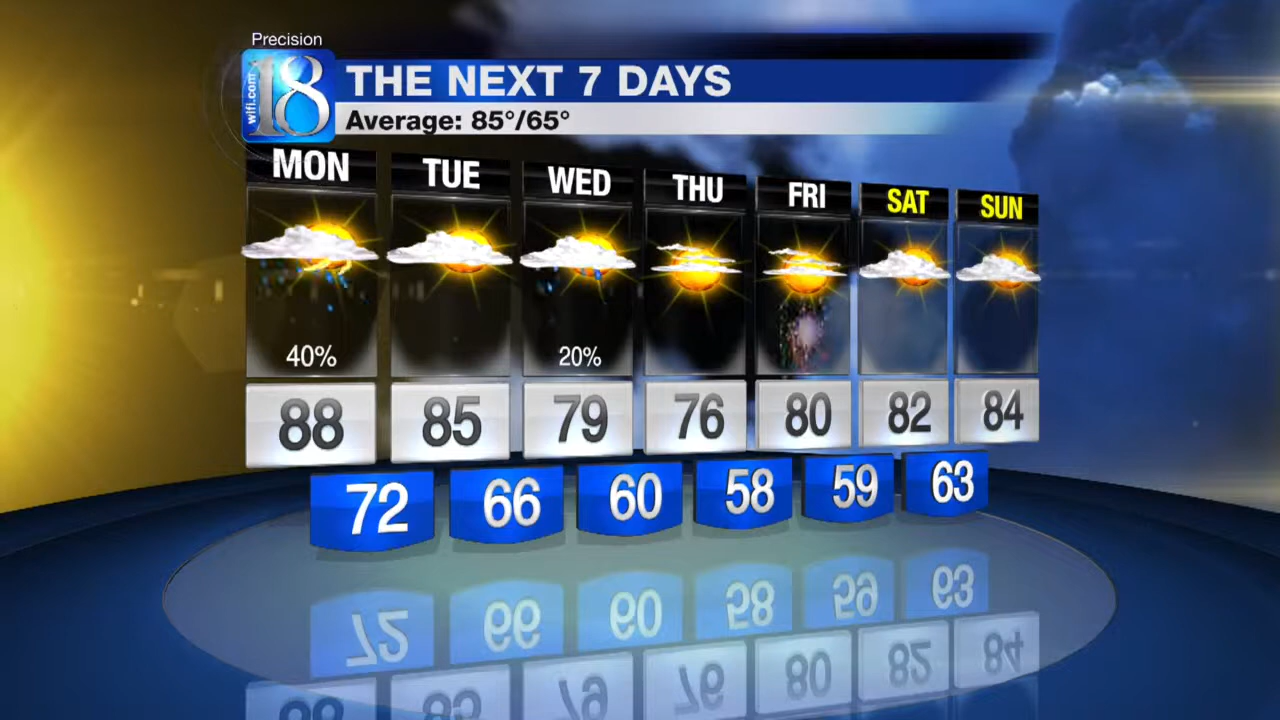 Precision
wlfi.com 18
THE NEXT 7 DAYS
Average: 85°/65°
MON TUE WED THU FRI SAT SUN
40% 20%
88 85 79 76 80 82 84
72 66 60 58 59 63